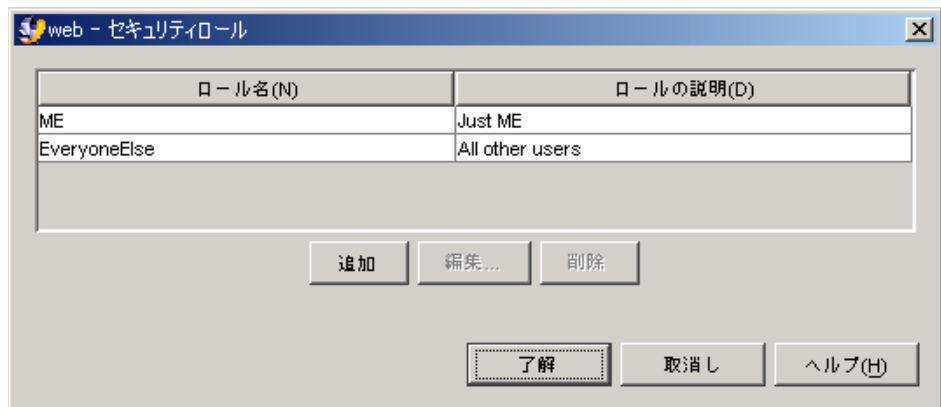 web - セキュリティロール
ロール名(N) ロールの説明(D)
ME Just ME
EveryoneElse All other users
追加 編集... 削除
了解 取消し ヘルプ(H)